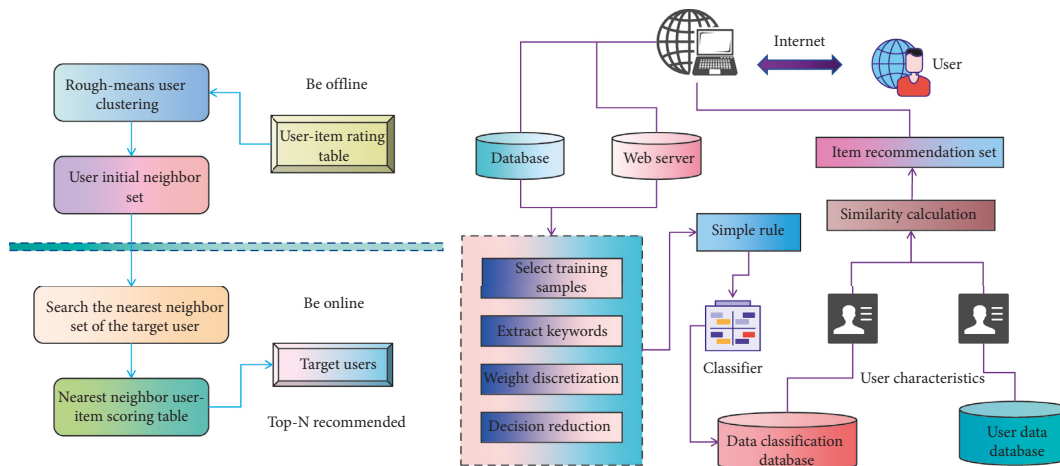 Rough-means user
clustering
Be offline
User-item rating
table
User initial neighbor
set
Search the nearest neighbor
set of the target user
Be online
Target users
Nearest neighbor user-
item scoring table
Top-N recommended
Internet
User
Database
Web server
Item recommendation set
Similarity calculation
Simple rule
Select training
samples
Extract keywords
Weight discretization
Decision reduction
Classifier
User characteristics
Data classification
database
User data
database